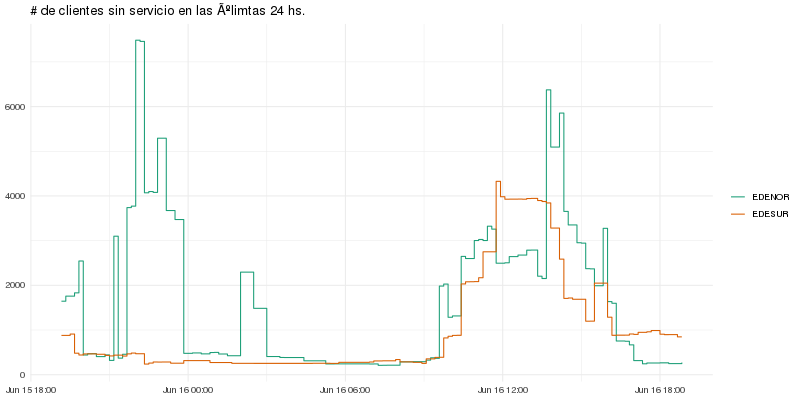 # de clientes sin servicio en las Ãºlimtas 24 hs.
6000
4000
2000
0
Jun 15 18:00 Jun 16 00:00 Jun 16 06:00 Jun 16 12:00 Jun 16 18:00
EDENOR
EDESUR